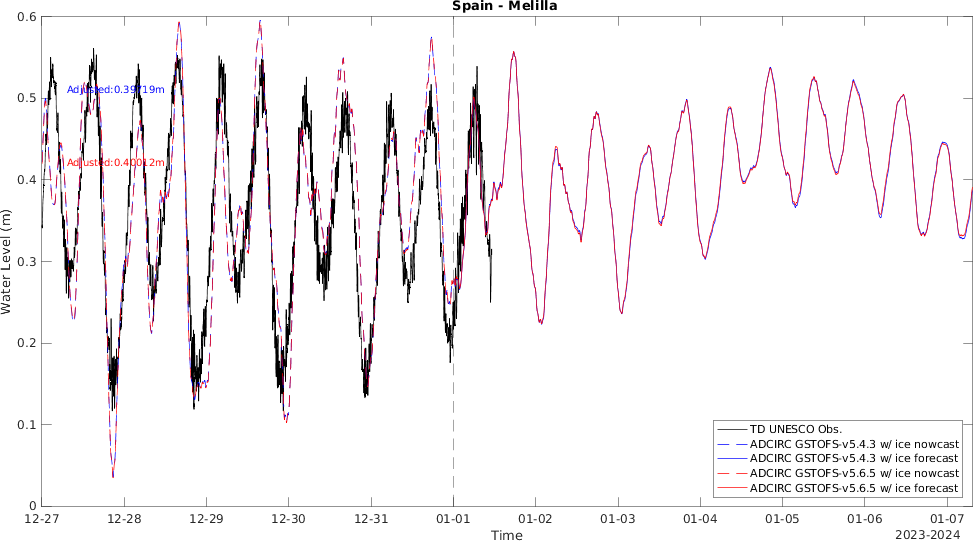 Spain - Melilla
0.6
0.5
0.4
0.3
0.2
0.1
0
Water Level (m)
Adjusted:0.39719m
Adjusted:0.40012m
TD UNESCO Obs.
ADCIRC GSTOFS-v5.4.3 w/ ice nowcast
ADCIRC GSTOFS-v5.4.3 w/ ice forecast
ADCIRC GSTOFS-v5.6.5 w/ ice nowcast
ADCIRC GSTOFS-v5.6.5 w/ ice forecast
12-27 12-28 12-29 12-30 12-31 01-01 01-02 01-03 01-04 01-05 01-06 01-07
Time
2023-2024